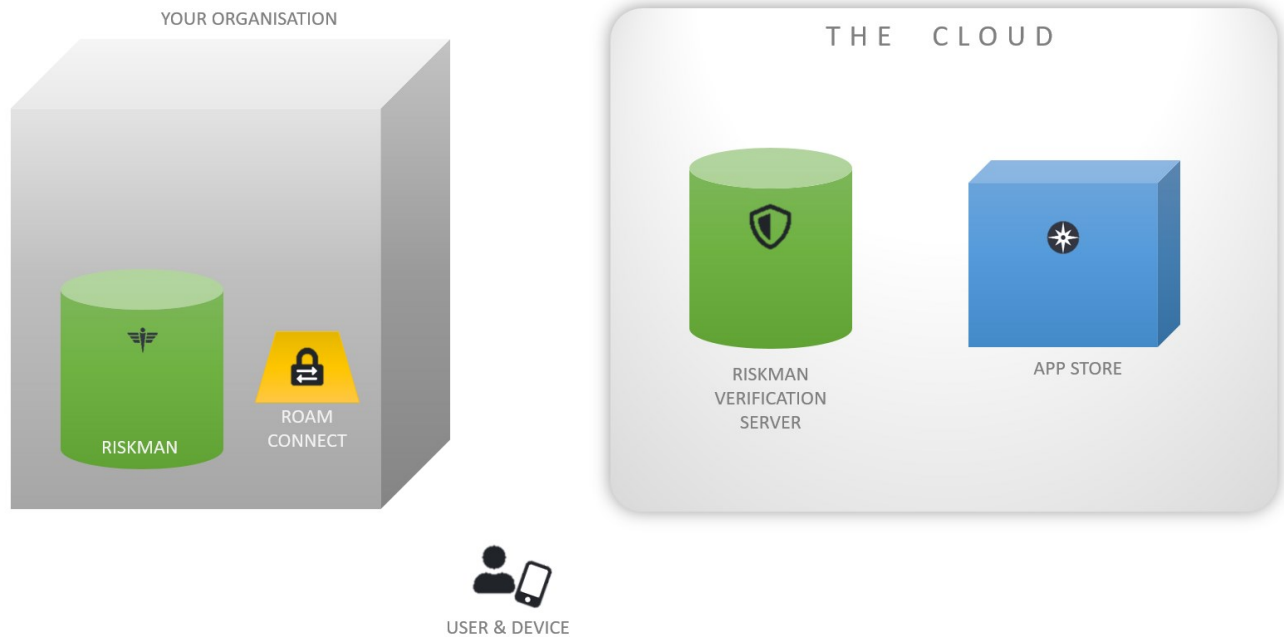 YOUR ORGANISATION
THE CLOUD
RISKMAN
ROAM
CONNECT
RISKMAN
VERIFICATION
SERVER
APP STORE
USER & DEVICE